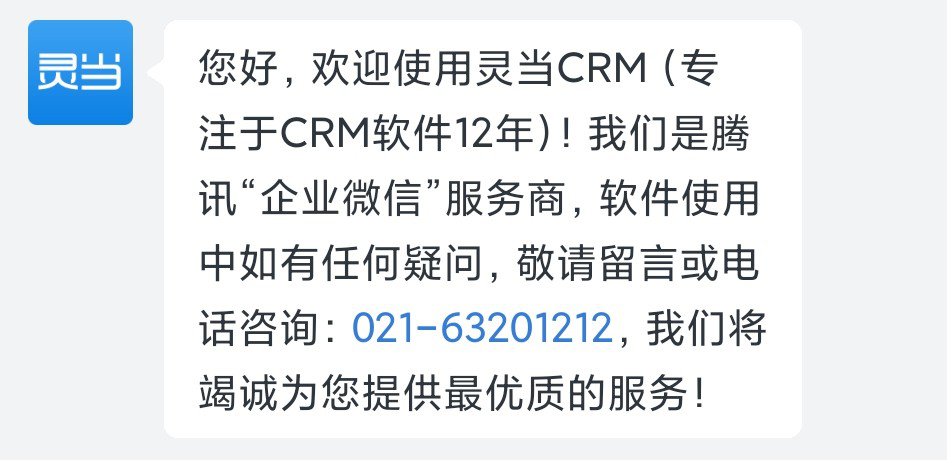 灵当
您好，欢迎使用灵当CRM（专
注于CRM软件12年）！我们是腾
讯“企业微信”服务商，软件使用
中如有任何疑问，敬请留言或电
话咨询：021-63201212，我们将
竭诚为您提供最优质的服务！